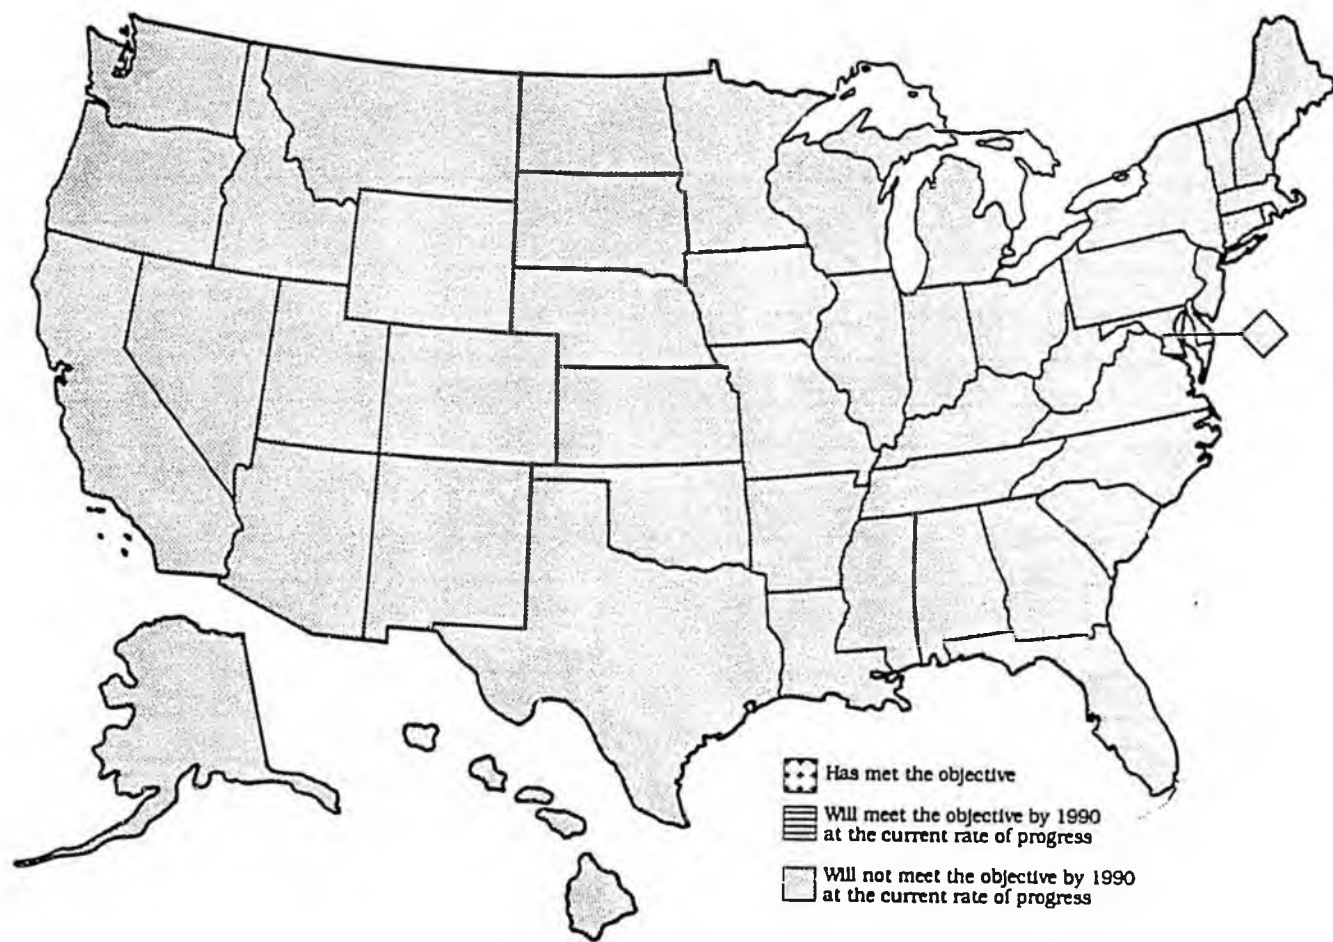 Has met the objective
Will meet the objective by 1990
at the current rate of progress
Will not meet the objective by 1990
at the current rate of progress